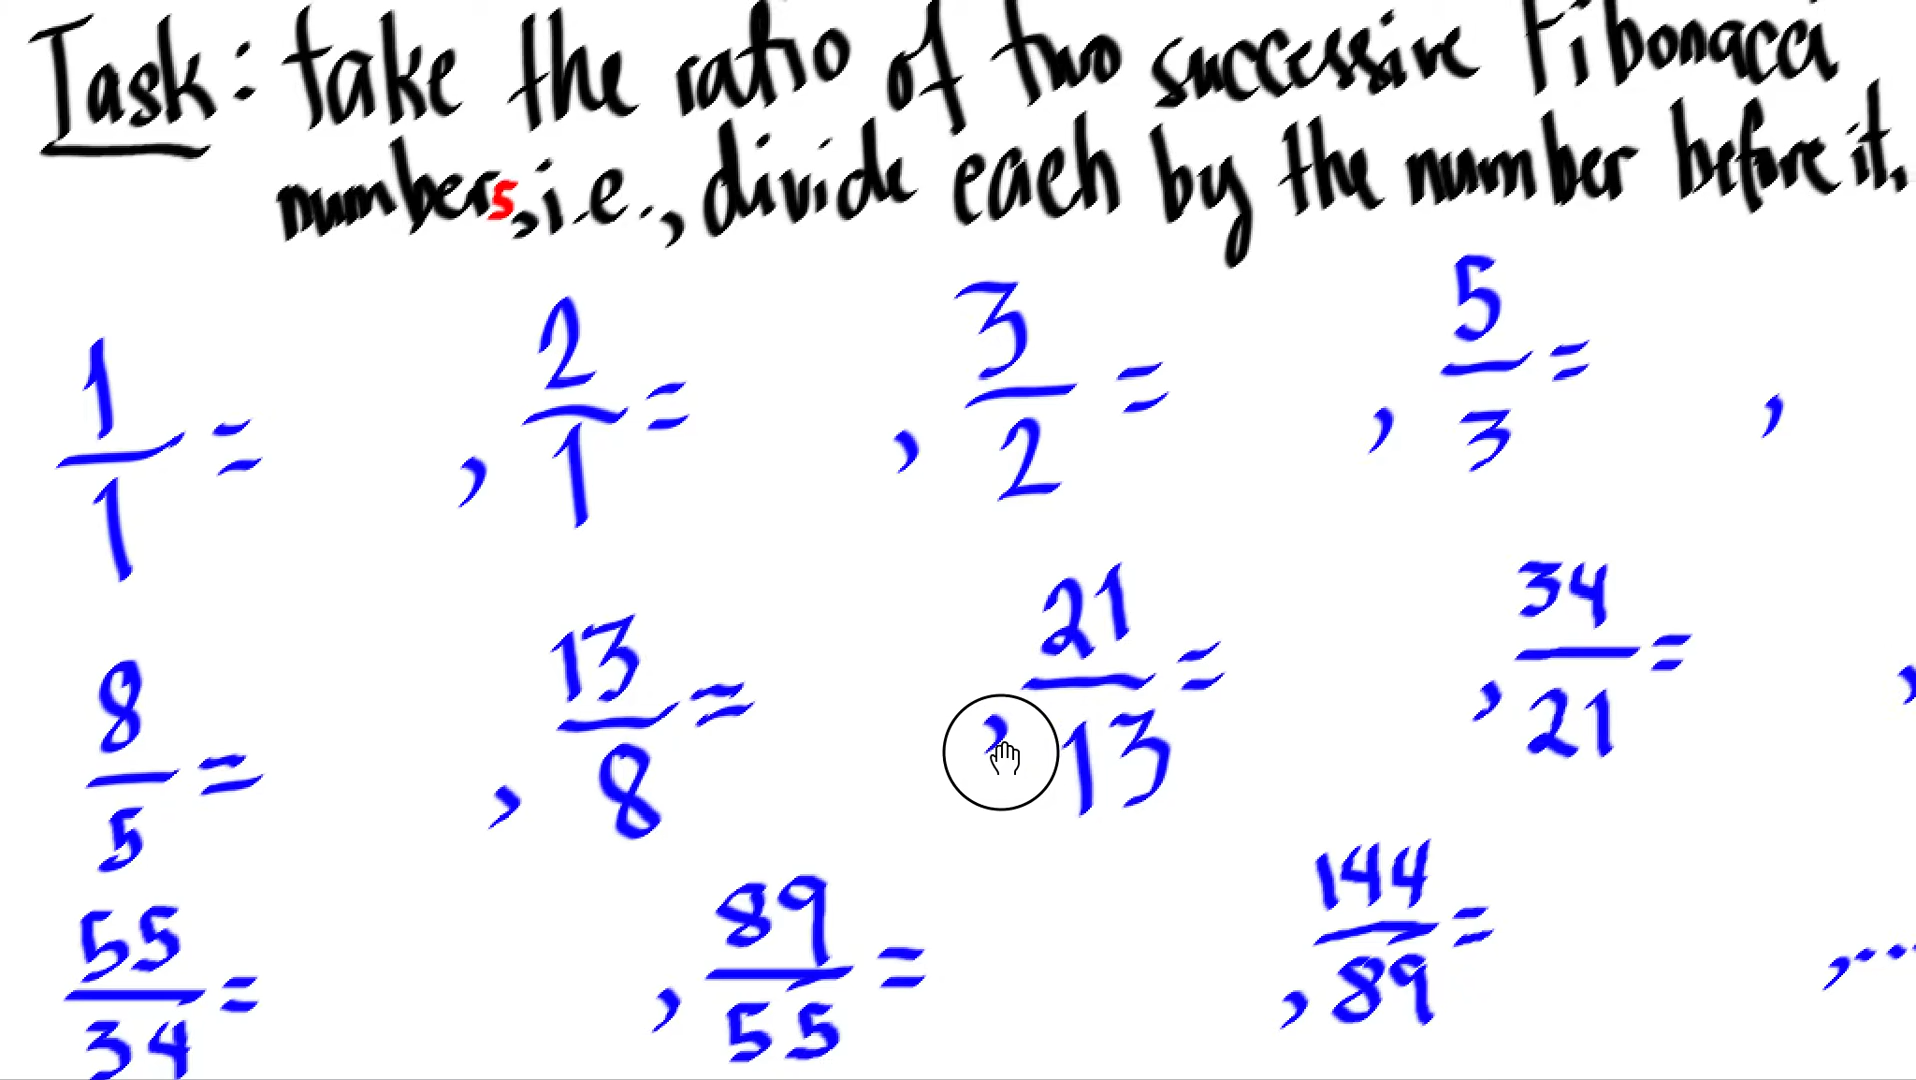 Task: take the ratio of two successive Fibonacci
numbers, i.e., divide each by the number before it.
1/1 = , 2/1 = , 3/2 = , 5/3 = ,
8/5 = , 13/8 = , 21/13 = , 34/21 = ,
55/34 = , 89/55 = , 144/89 = , ...